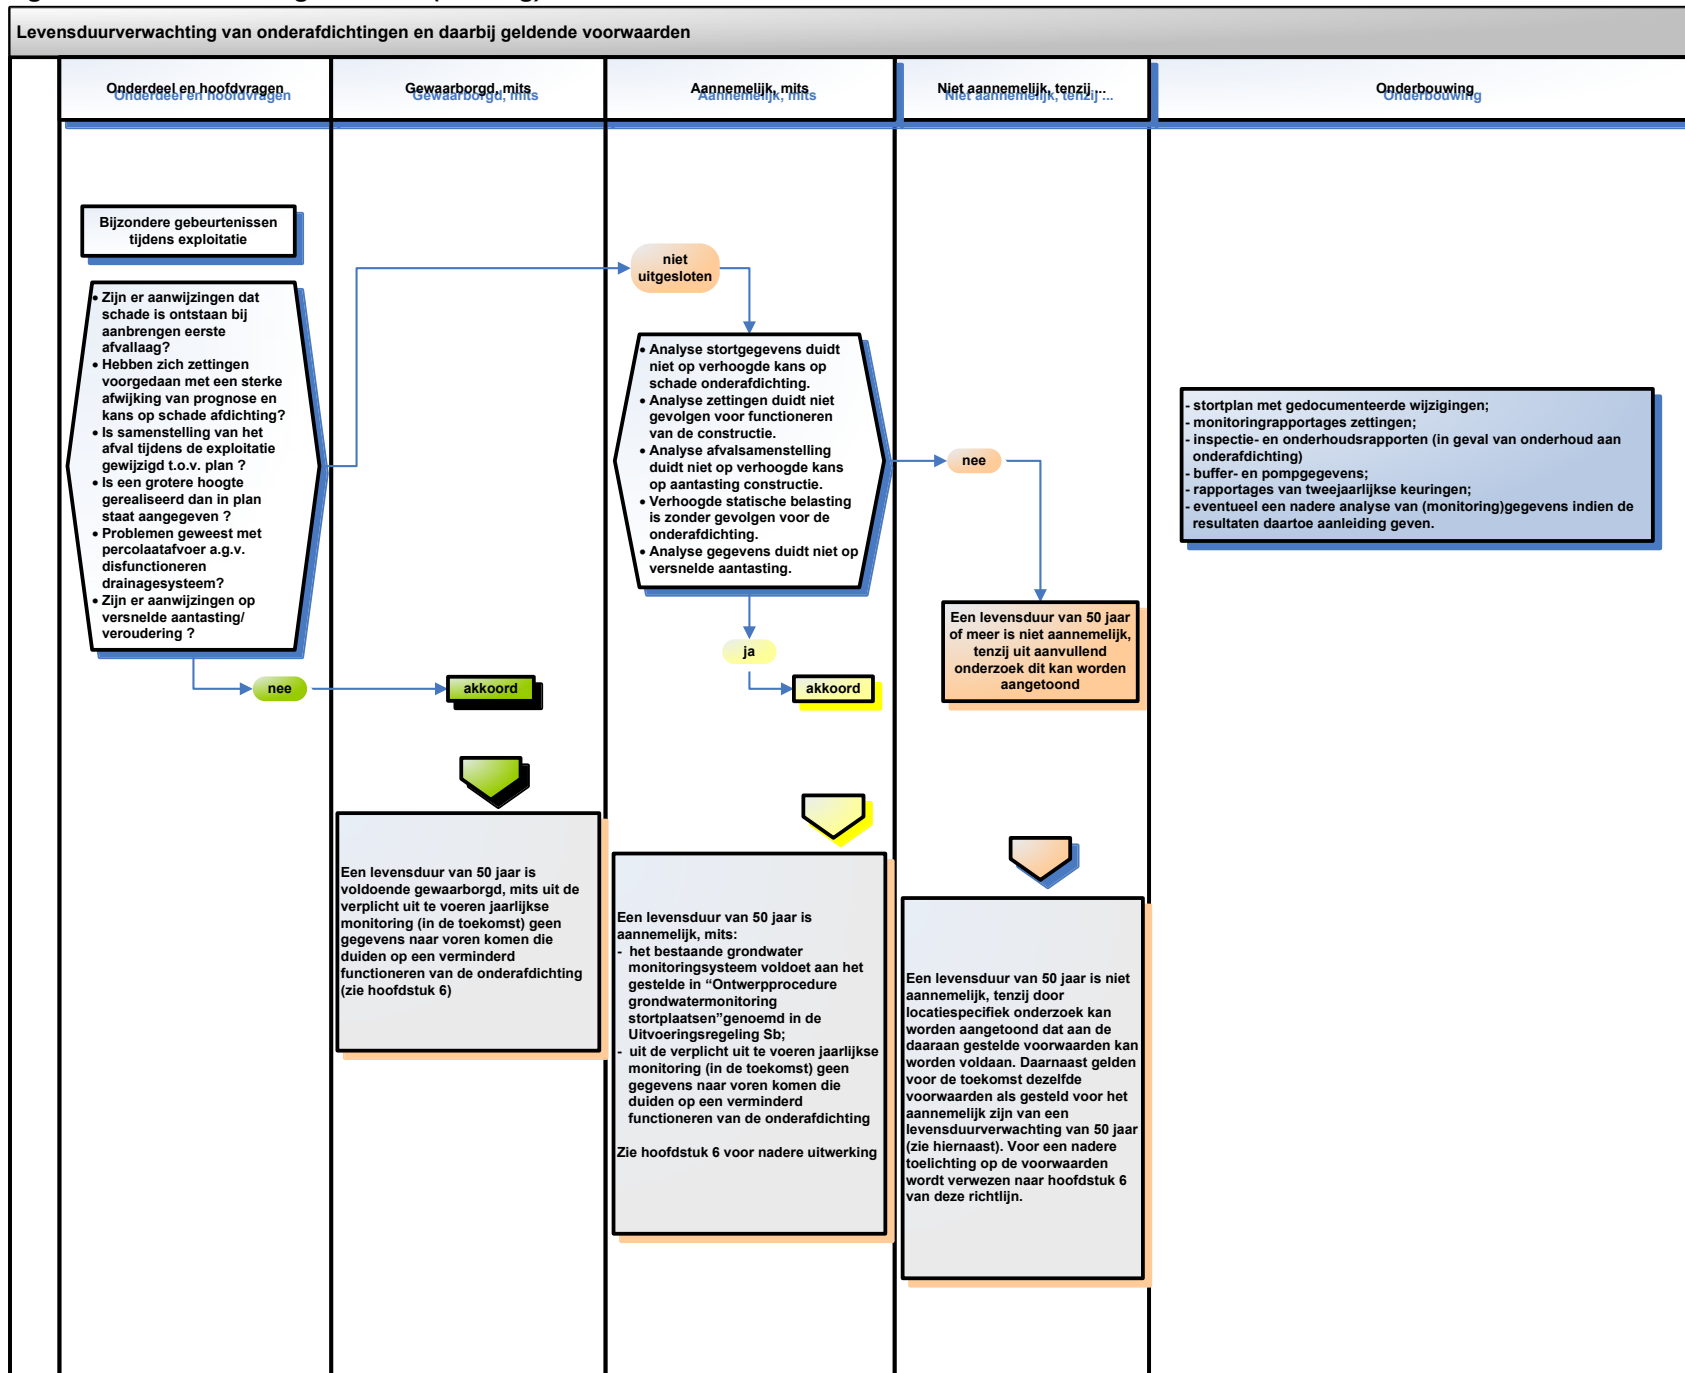 Levensduurverwachting van onderafdichtingen en daarbij geldende voorwaarden
Onderdeel en hoofdvragen
Gewaarborgd, mits
Aannemelijk, mits
Niet aannemelijk, tenzij ...
Onderbouwing
Bijzondere gebeurtenissen
tijdens exploitatie
• Zijn er aanwijzingen dat
schade is ontstaan bij
aanbrengen eerste
afvallaag?
• Hebben zich zettingen
voorgedaan met een sterke
afwijking van prognose en
kans op schade afdichting?
• Is samenstelling van het
afval tijdens de exploitatie
gewijzigd t.o.v. plan ?
• Is een grotere hoogte
gerealiseerd dan in plan
staat aangegeven ?
• Problemen geweest met
percolaatafvoer a.g.v.
disfunctioneren
drainagesysteem?
• Zijn er aanwijzingen op
versnelde aantasting/
veroudering ?
nee
akkoord
niet
uitgesloten
• Analyse stortgegevens duidt
niet op verhoogde kans op
schade onderafdichting.
• Analyse zettingen duidt niet
gevolgen voor functioneren
van de constructie.
• Analyse afvalsamenstelling
duidt niet op verhoogde kans
op aantasting constructie.
• Verhoogde statische belasting
is zonder gevolgen voor de
onderafdichting.
• Analyse gegevens duidt niet op
versnelde aantasting.
ja
akkoord
nee
Een levensduur van 50 jaar
of meer is niet aannemelijk,
tenzij uit aanvullend
onderzoek dit kan worden
aangetoond
- stortplan met gedocumenteerde wijzigingen;
- monitoringrapportages zettingen;
- inspectie- en onderhoudsrapporten (in geval van onderhoud aan
onderafdichting)
- buffer- en pompgegevens;
- rapportages van tweejaarlijkse keuringen;
- eventueel een nadere analyse van (monitoring)gegevens indien de
resultaten daartoe aanleiding geven.
Een levensduur van 50 jaar is
voldoende gewaarborgd, mits uit de
verplicht uit te voeren jaarlijkse
monitoring (in de toekomst) geen
gegevens naar voren komen die
duiden op een verminderd
functioneren van de onderafdichting
(zie hoofdstuk 6)
Een levensduur van 50 jaar is
aannemelijk, mits:
- het bestaande grondwater
monitoringsysteem voldoet aan het
gestelde in “Ontwerpprocedure
grondwatermonitoring
stortplaatsen”genoemd in de
Uitvoeringsregeling Sb;
- uit de verplicht uit te voeren jaarlijkse
monitoring (in de toekomst) geen
gegevens naar voren komen die
duiden op een verminderd
functioneren van de onderafdichting
Zie hoofdstuk 6 voor nadere uitwerking
Een levensduur van 50 jaar is niet
aannemelijk, tenzij door
locatiespecifiek onderzoek kan
worden aangetoond dat aan de
daaraan gestelde voorwaarden kan
worden voldaan. Daarnaast gelden
voor de toekomst dezelfde
voorwaarden als gesteld voor het
aannemelijk zijn van een
levensduurverwachting van 50 jaar
(zie hiernaast). Voor een nadere
toelichting op de voorwaarden
wordt verwezen naar hoofdstuk 6
van deze richtlijn.